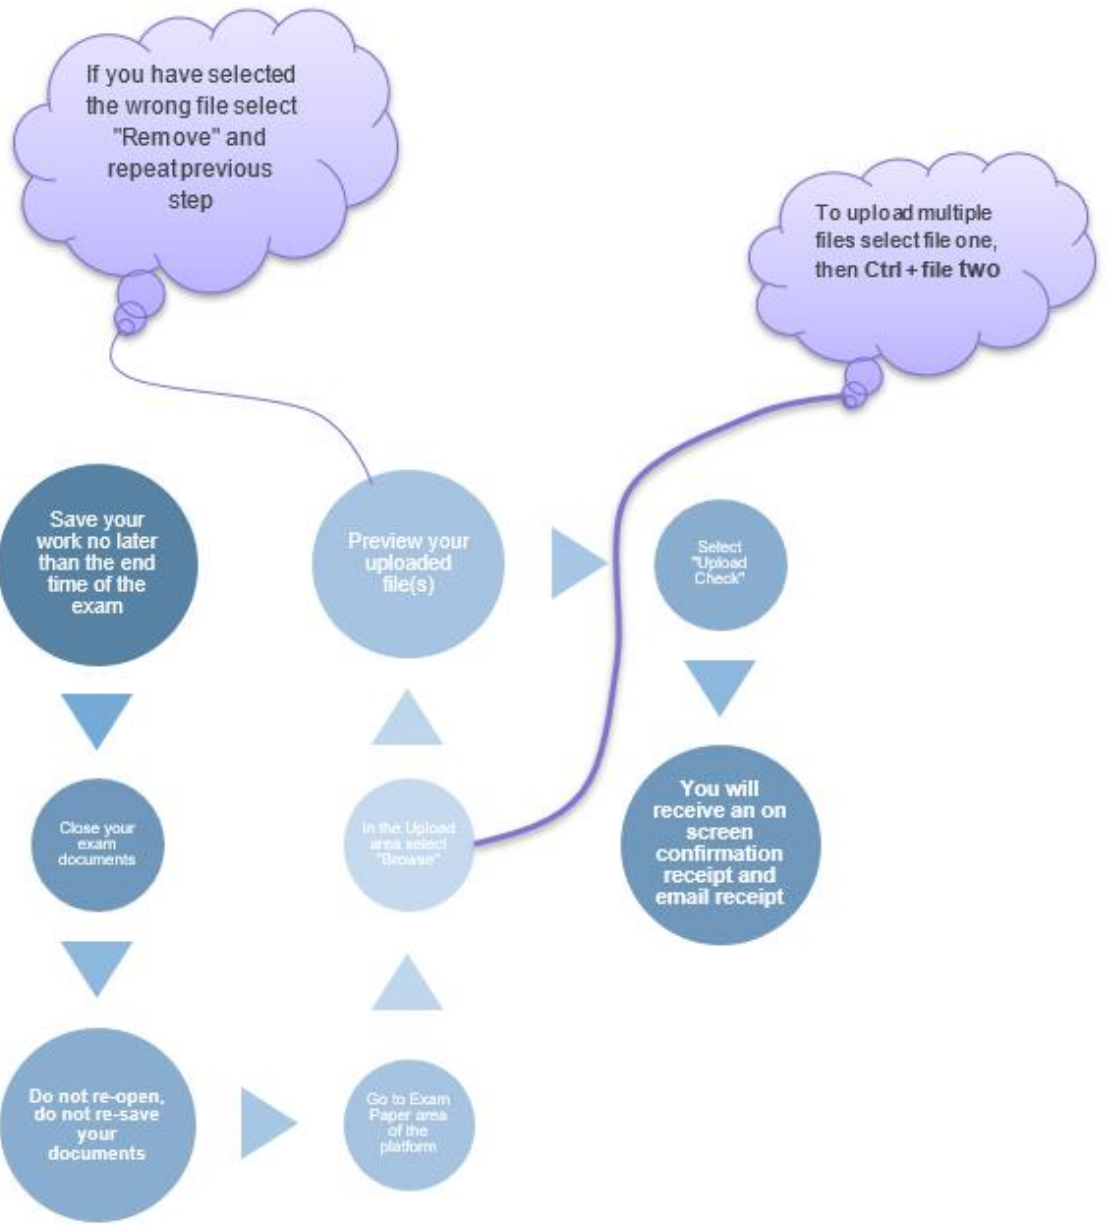 If you have selected
the wrong file select
"Remove" and
repeat previous
step
To upload multiple
files select file one,
then Ctrl + file two
Save your
work no later
than the end
time of the
exam
Close your
exam
documents
Do not re-open,
do not re-save
your
documents
Go to Exam
Paper area
of the
platform
In the Upload
area select
"Browse"
Preview your
uploaded
file(s)
Select
"Upload
Check"
You will
receive an on
screen
confirmation
receipt and
email receipt